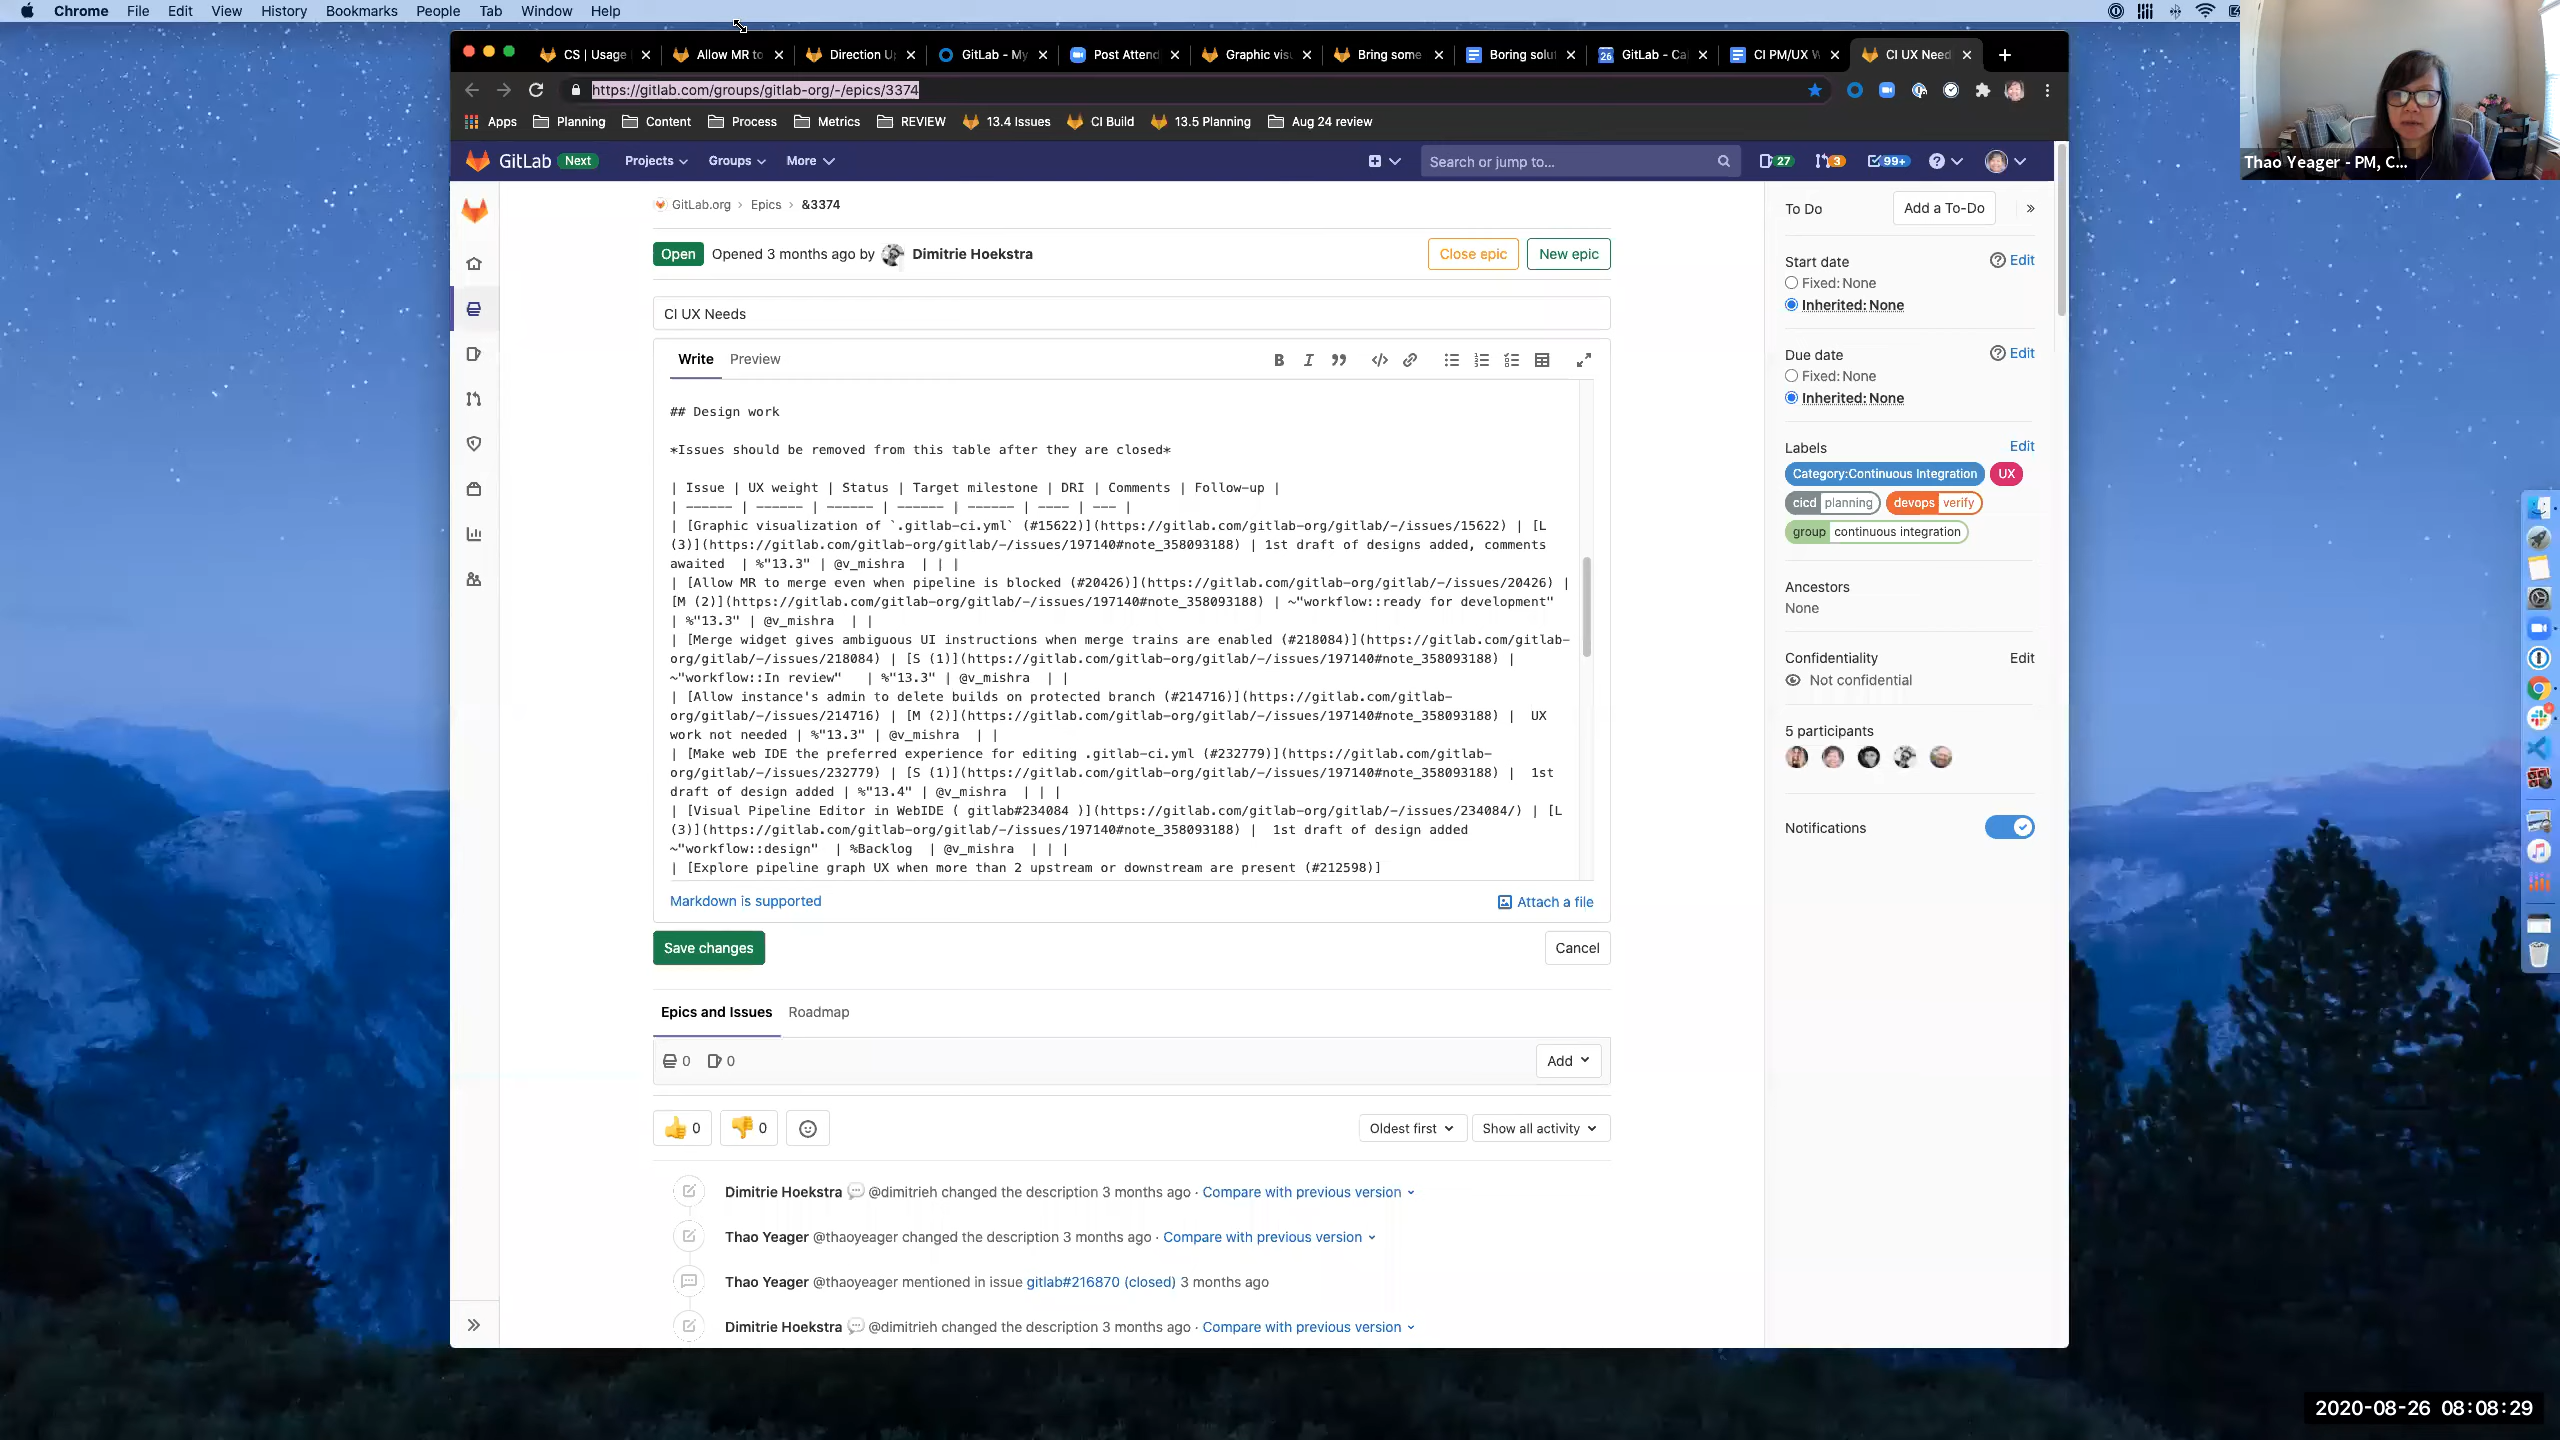 Chrome File Edit View History Bookmarks People Tab Window Help
CS | Usage
Allow MR to
Direction U
GitLab - My
Post Attend
Graphic vis
Bring some
Boring solut
26
GitLab - Ca
CI PM/UX
CI UX Need
https://gitlab.com/groups/gitlab-org/-/epics/3374
Apps Planning Content Process Metrics REVIEW 13.4 Issues CI Build 13.5 Planning Aug 24 review
GitLab Next Projects Groups More Search or jump to... 27 3 99+
Thao Yeager - PM, C...
GitLab.org › Epics › &3374
Open Opened 3 months ago by Dimitrie Hoekstra Close epic New epic
CI UX Needs
Write Preview
## Design work
*Issues should be removed from this table after they are closed*
| Issue | UX weight | Status | Target milestone | DRI | Comments | Follow-up |
| ------ | ------ | ------ | ------ | ------ | ---- | --- |
| [Graphic visualization of `.gitlab-ci.yml` (#15622)](https://gitlab.com/gitlab-org/gitlab/-/issues/15622) | [L
(3)](https://gitlab.com/gitlab-org/gitlab/-/issues/197140#note_358093188) | 1st draft of designs added, comments
awaited | %"13.3" | @v_mishra | | |
| [Allow MR to merge even when pipeline is blocked (#20426)](https://gitlab.com/gitlab-org/gitlab/-/issues/20426) |
[M (2)](https://gitlab.com/gitlab-org/gitlab/-/issues/197140#note_358093188) | ~"workflow::ready for development"
| %"13.3" | @v_mishra | |
| [Merge widget gives ambiguous UI instructions when merge trains are enabled (#218084)](https://gitlab.com/gitlab-
org/gitlab/-/issues/218084) | [S (1)](https://gitlab.com/gitlab-org/gitlab/-/issues/197140#note_358093188) |
~"workflow::In review" | %"13.3" | @v_mishra | |
| [Allow instance's admin to delete builds on protected branch (#214716)](https://gitlab.com/gitlab-
org/gitlab/-/issues/214716) | [M (2)](https://gitlab.com/gitlab-org/gitlab/-/issues/197140#note_358093188) | UX
work not needed | %"13.3" | @v_mishra | |
| [Make web IDE the preferred experience for editing .gitlab-ci.yml (#232779)](https://gitlab.com/gitlab-
org/gitlab/-/issues/232779) | [S (1)](https://gitlab.com/gitlab-org/gitlab/-/issues/197140#note_358093188) | 1st
draft of design added | %"13.4" | @v_mishra | | |
| [Visual Pipeline Editor in WebIDE ( gitlab#234084 )](https://gitlab.com/gitlab-org/gitlab/-/issues/234084/) | [L
(3)](https://gitlab.com/gitlab-org/gitlab/-/issues/197140#note_358093188) | 1st draft of design added
~"workflow::design" | %Backlog | @v_mishra | | |
| [Explore pipeline graph UX when more than 2 upstream or downstream are present (#212598)]
Markdown is supported Attach a file
Save changes Cancel
Epics and Issues Roadmap
0 0 Add
0 0 Oldest first Show all activity
Dimitrie Hoekstra @dimitrieh changed the description 3 months ago · Compare with previous version
Thao Yeager @thaoyeager changed the description 3 months ago · Compare with previous version
Thao Yeager @thaoyeager mentioned in issue gitlab#216870 (closed) 3 months ago
Dimitrie Hoekstra @dimitrieh changed the description 3 months ago · Compare with previous version
To Do Add a To-Do
Start date Edit
Fixed: None
Inherited: None
Due date Edit
Fixed: None
Inherited: None
Labels Edit
Category:Continuous Integration UX
cicd planning devops verify
group continuous integration
Ancestors
None
Confidentiality Edit
Not confidential
5 participants
Notifications
2020-08-26 08:08:29